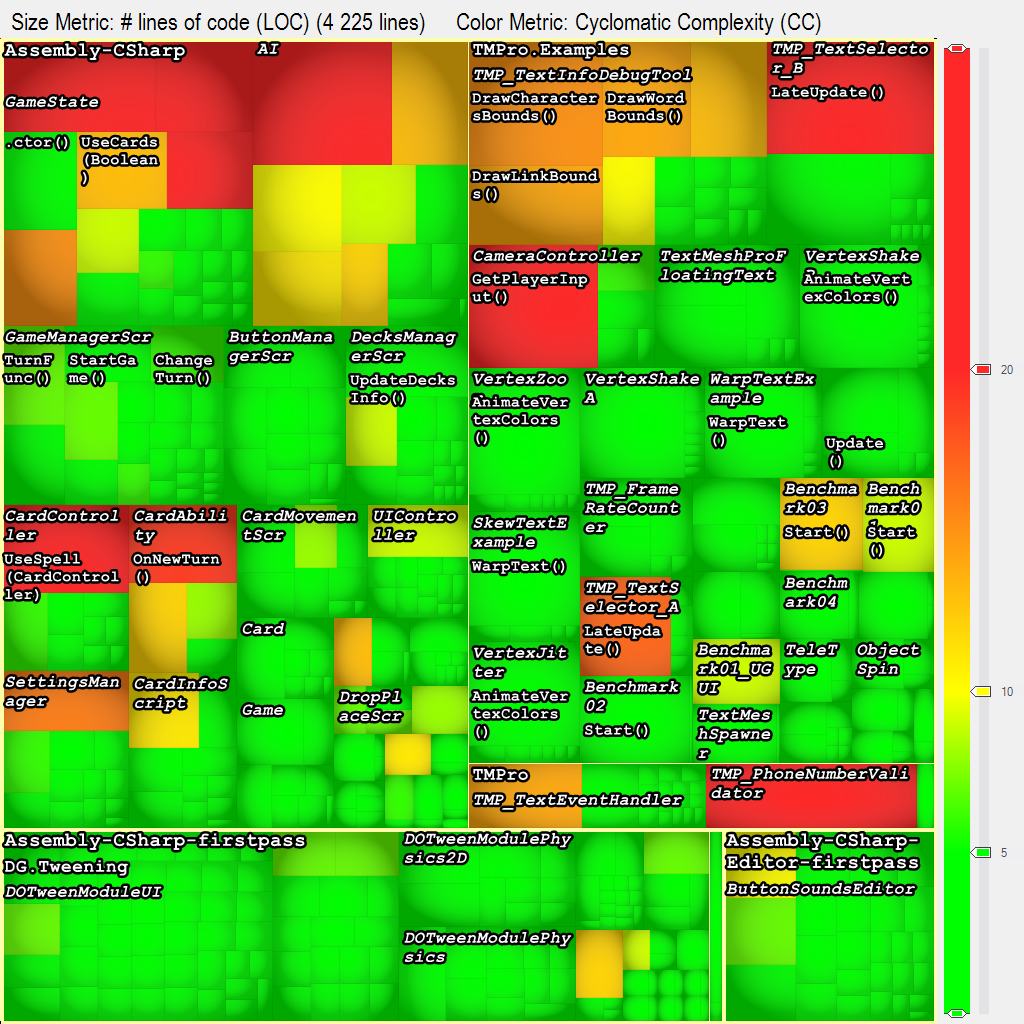 Size Metric: # lines of code (LOC) (4 225 lines)
Color Metric: Cyclomatic Complexity (CC)
Assembly-CSharp
GameState
.ctor()
UseCards
(Boolean
)
AI
TMPro.Examples
TMP_TextInfoDebugTool
DrawCharacter
sBounds()
DrawWord
Bounds()
DrawLinkBound
s()
TMP_TextSelecto
r_B
LateUpdate()
CameraController
GetPlayerInp
ut()
TextMeshProF
loatingText
VertexShake
AnimateVert
exColors()
GameManagerScr
TurnF
unc()
StartGa
me()
Change
Turn()
ButtonMana
gerScr
DecksManag
erScr
UpdateDecks
Info()
VertexZoo
AnimateVer
texColors
()
VertexShake
A
WarpTextEx
ample
WarpText
()
Update
()
CardControl
ler
UseSpell
(CardControl
ler)
CardAbili
ty
OnNewTurn
()
CardMovemen
tScr
UIContro
ller
SkewTextE
xample
WarpText()
TMP_Frame
RateCount
er
Benchma
rk03
Start()
Bench
mark0
Start
()
TMP_TextS
elector_A
LateUpda
te()
Benchm
ark04
Card
Game
DropPl
aceScr
SettingsMan
ager
CardInfoS
cript
VertexJit
ter
AnimateVer
texColors
()
Benchmark
02
Start()
Benchma
rk01_UG
UI
TeleT
ype
Object
Spin
TextMes
hSpawne
r
TMPro
TMP_TextEventHandler
TMP_PhoneNumberVali
dator
Assembly-CSharp-firstpass
DG.Tweening
DOTweenModuleUI
DOTweenModulePhy
sics2D
DOTweenModulePhy
sics
Assembly-CSharp-
Editor-firstpass
ButtonSoundsEditor
20
10
5